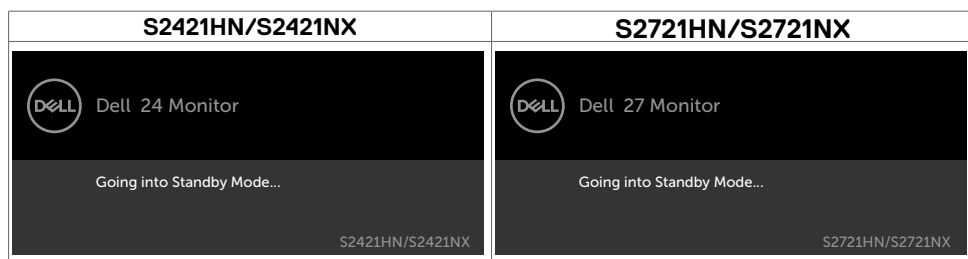 S2421HN/S2421NX
S2721HN/S2721NX
DELL Dell 24 Monitor
Going into Standby Mode...
S2421HN/S2421NX
DELL Dell 27 Monitor
Going into Standby Mode...
S2721HN/S2721NX